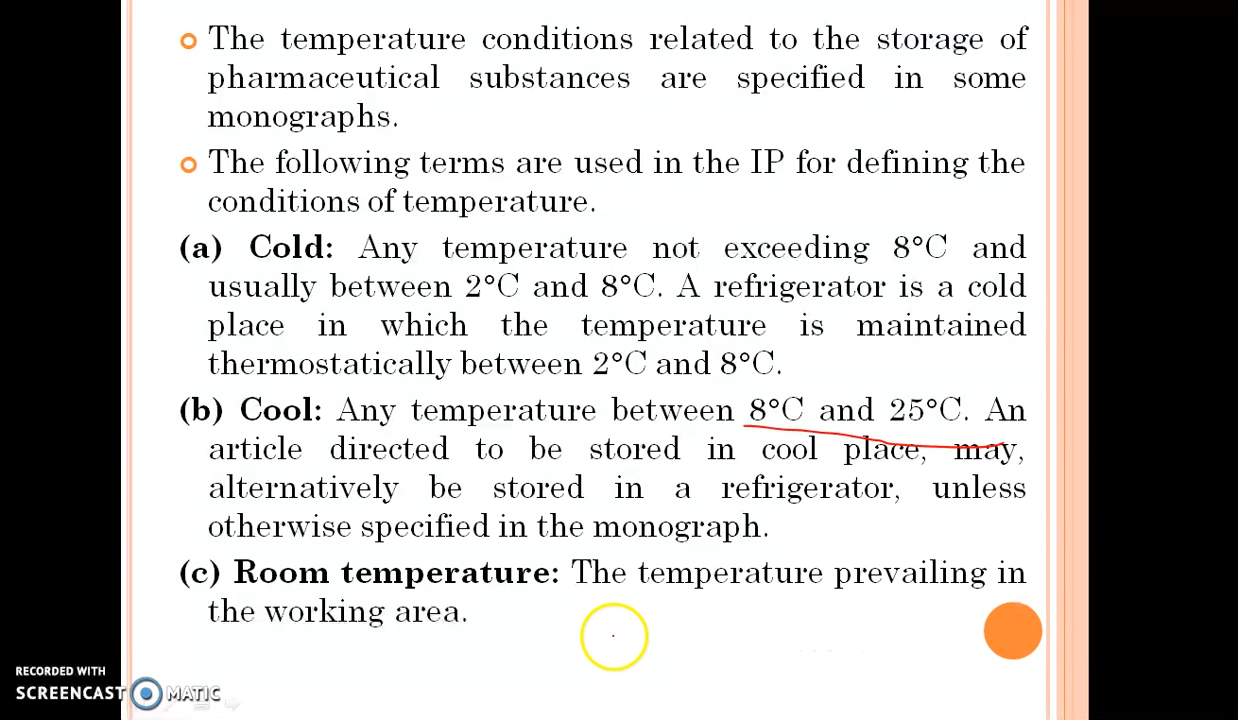 The temperature conditions related to the storage of
pharmaceutical substances are specified in some
monographs.
The following terms are used in the IP for defining the
conditions of temperature.
(a) Cold: Any temperature not exceeding 8°C and
usually between 2°C and 8°C. A refrigerator is a cold
place in which the temperature is maintained
thermostatically between 2°C and 8°C.
(b) Cool: Any temperature between 8°C and 25°C. An
article directed to be stored in cool place, may,
alternatively be stored in a refrigerator, unless
otherwise specified in the monograph.
(c) Room temperature: The temperature prevailing in
the working area.
RECORDED WITH
SCREENCAST MATIC